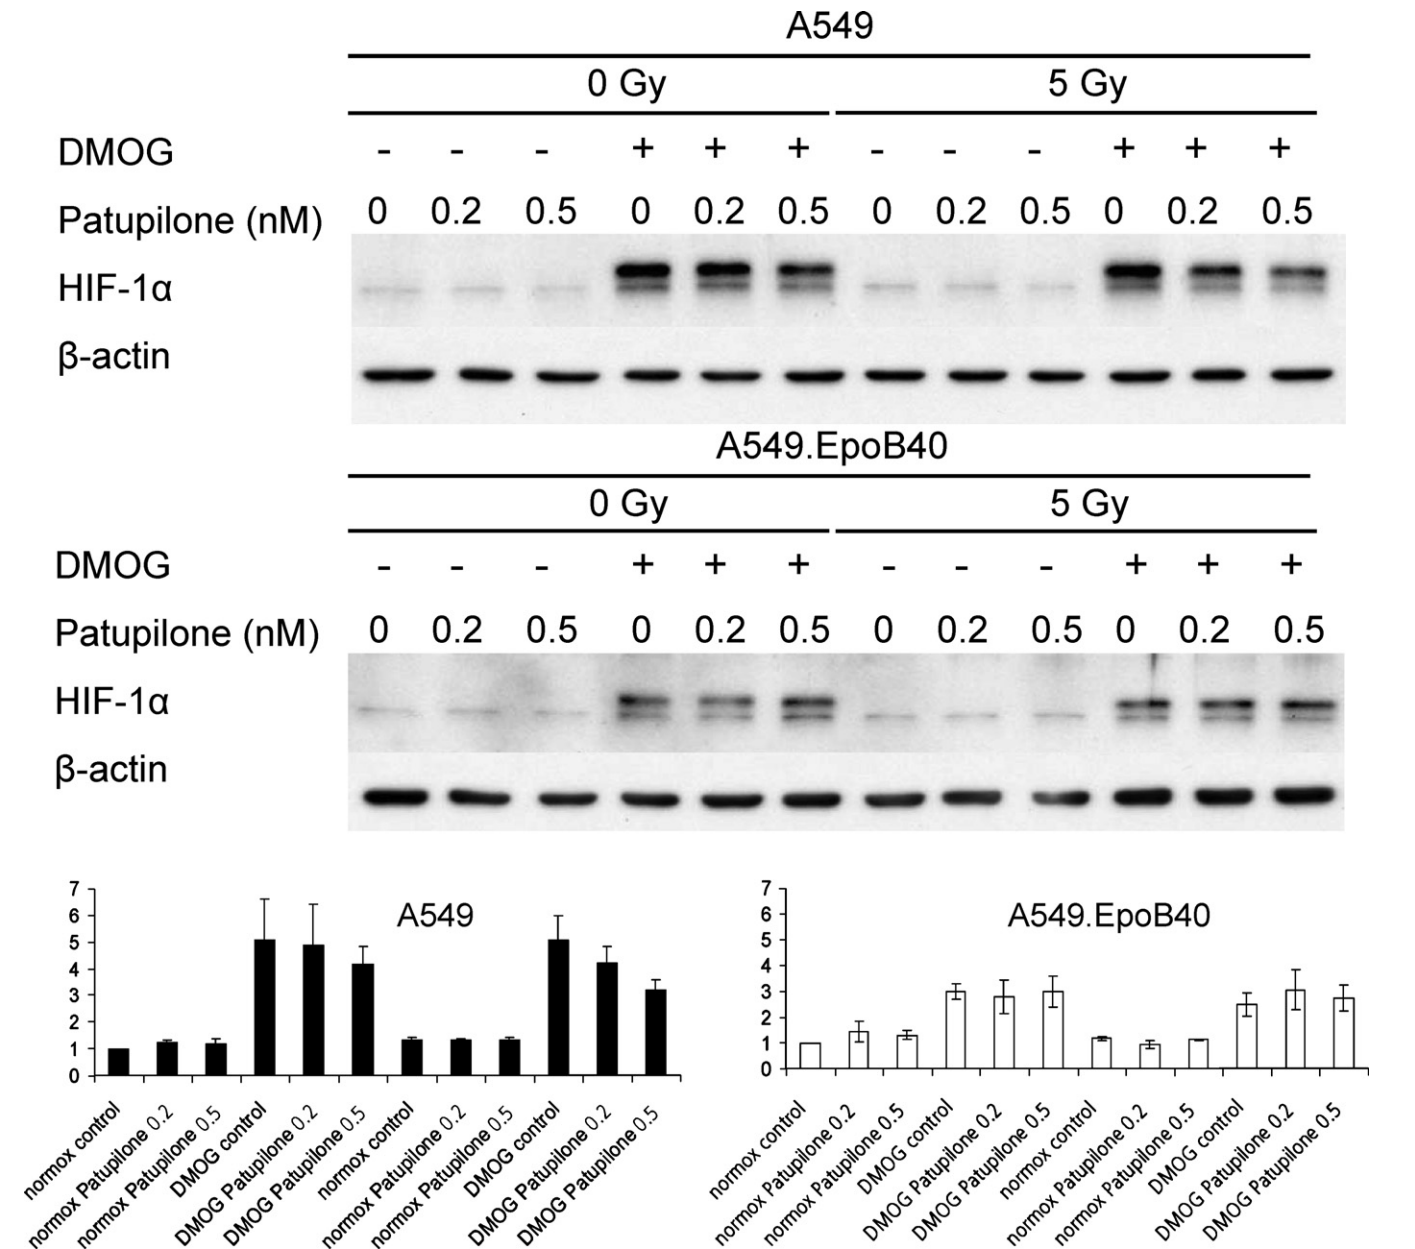 A549
0 Gy 5 Gy
DMOG - - - + + + - - - + + +
Patupilone (nM) 0 0.2 0.5 0 0.2 0.5 0 0.2 0.5 0 0.2 0.5
HIF-1α
β-actin
A549.EpoB40
0 Gy 5 Gy
DMOG - - - + + + - - - + + +
Patupilone (nM) 0 0.2 0.5 0 0.2 0.5 0 0.2 0.5 0 0.2 0.5
HIF-1α
β-actin
A549
7
6
5
4
3
2
1
0
normox control
normox Patupilone 0.2
normox Patupilone 0.5
DMOG control
DMOG Patupilone 0.2
DMOG Patupilone 0.5
normox control
normox Patupilone 0.2
normox Patupilone 0.5
DMOG control
DMOG Patupilone 0.2
DMOG Patupilone 0.5
A549.EpoB40
7
6
5
4
3
2
1
0
normox control
normox Patupilone 0.2
normox Patupilone 0.5
DMOG control
DMOG Patupilone 0.2
DMOG Patupilone 0.5
normox control
normox Patupilone 0.2
normox Patupilone 0.5
DMOG control
DMOG Patupilone 0.2
DMOG Patupilone 0.5